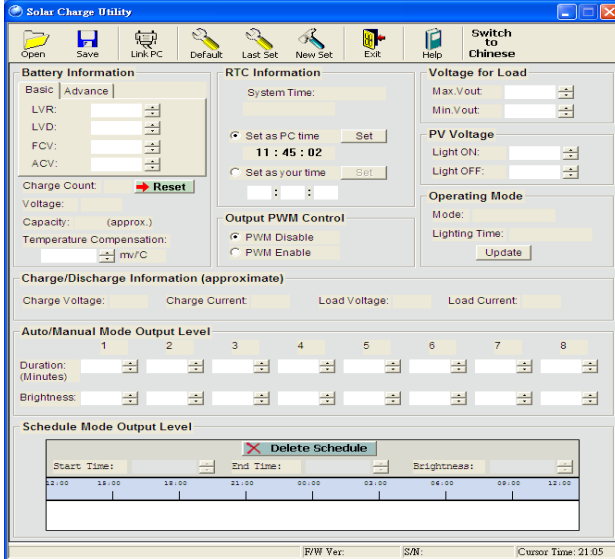 Solar Charge Utility
Open Save Link PC Default Last Set New Set Exit Help Switch to Chinese
Battery Information
Basic Advance
LVR:
LVD:
FCV:
ACV:
Charge Count: Reset
Voltage:
Capacity: (approx.)
Temperature Compensation:
mv/°C
RTC Information
System Time:
Set as PC time Set
11 : 45 : 02
Set as your time Set
: :
Output PWM Control
PWM Disable
PWM Enable
Voltage for Load
Max.Vout:
Min.Vout:
PV Voltage
Light ON:
Light OFF:
Operating Mode
Mode:
Lighting Time:
Update
Charge/Discharge Information (approximate)
Charge Voltage: Charge Current: Load Voltage: Load Current:
Auto/Manual Mode Output Level
1 2 3 4 5 6 7 8
Duration:
(Minutes)
Brightness:
Schedule Mode Output Level
Delete Schedule
Start Time: End Time: Brightness:
12:00 15:00 18:00 21:00 00:00 03:00 06:00 09:00 12:00
F/W Ver: S/N: Cursor Time: 21:05